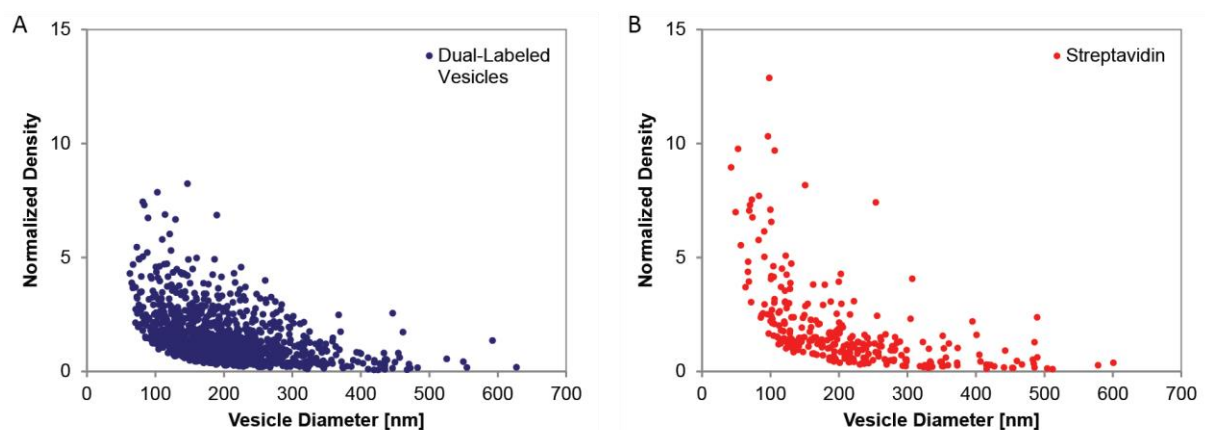 A
15
10
5
0
Normalized Density
Dual-Labeled
Vesicles
0 100 200 300 400 500 600 700
Vesicle Diameter [nm]
B
15
10
5
0
Normalized Density
Streptavidin
0 100 200 300 400 500 600 700
Vesicle Diameter [nm]